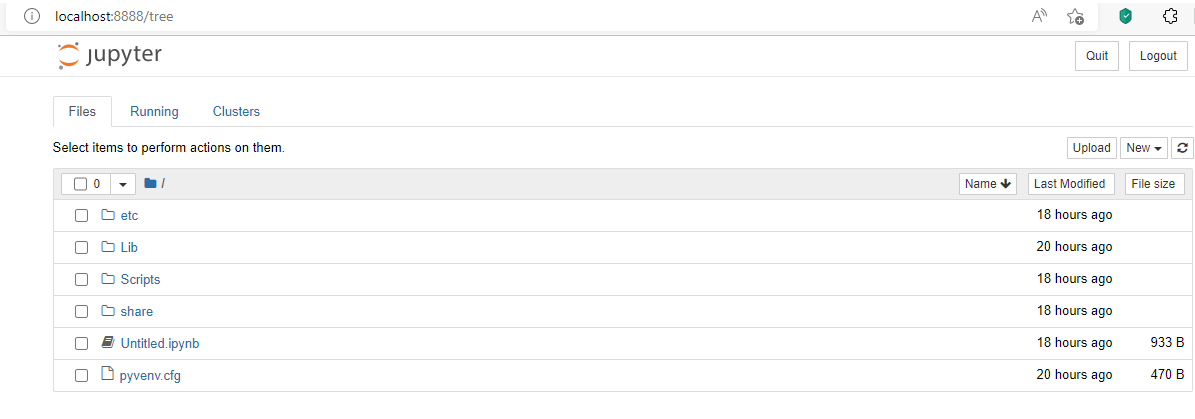 localhost:8888/tree
jupyter Quit Logout
Files Running Clusters
Select items to perform actions on them. Upload New
0 / Name Last Modified File size
etc 18 hours ago
Lib 20 hours ago
Scripts 18 hours ago
share 18 hours ago
Untitled.ipynb 18 hours ago 933 B
pyvenv.cfg 20 hours ago 470 B